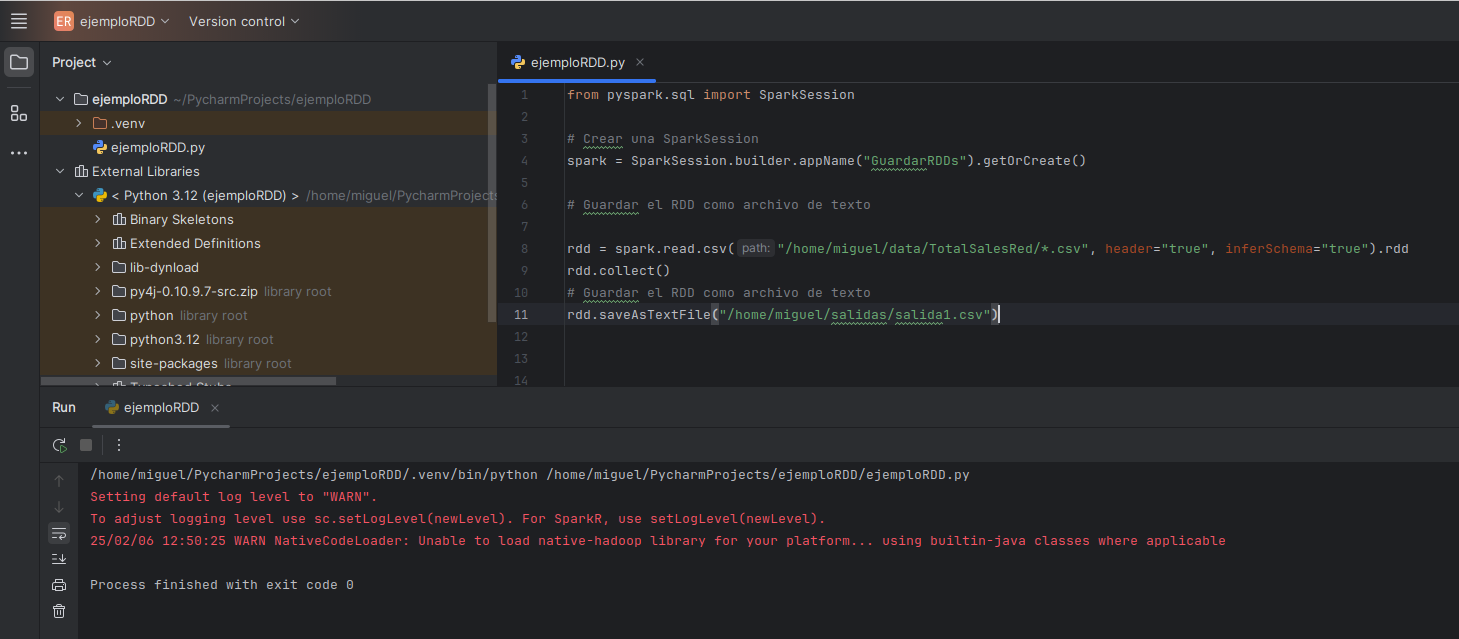 ER ejemploRDD Version control
Project
ejemploRDD ~/PycharmProjects/ejemploRDD
.venv
ejemploRDD.py
External Libraries
< Python 3.12 (ejemploRDD) > /home/miguel/PycharmProjects
Binary Skeletons
Extended Definitions
lib-dynload
py4j-0.10.9.7-src.zip library root
python library root
python3.12 library root
site-packages library root
Typeshed Stubs
ejemploRDD.py
1 from pyspark.sql import SparkSession
2
3 # Crear una SparkSession
4 spark = SparkSession.builder.appName("GuardarRDDs").getOrCreate()
5
6 # Guardar el RDD como archivo de texto
7
8 rdd = spark.read.csv( path: "/home/miguel/data/TotalSalesRed/*.csv", header="true", inferSchema="true").rdd
9 rdd.collect()
10 # Guardar el RDD como archivo de texto
11 rdd.saveAsTextFile("/home/miguel/salidas/salida1.csv")
12
13
14
Run ejemploRDD
/home/miguel/PycharmProjects/ejemploRDD/.venv/bin/python /home/miguel/PycharmProjects/ejemploRDD/ejemploRDD.py
Setting default log level to "WARN".
To adjust logging level use sc.setLogLevel(newLevel). For SparkR, use setLogLevel(newLevel).
25/02/06 12:50:25 WARN NativeCodeLoader: Unable to load native-hadoop library for your platform... using builtin-java classes where applicable
Process finished with exit code 0